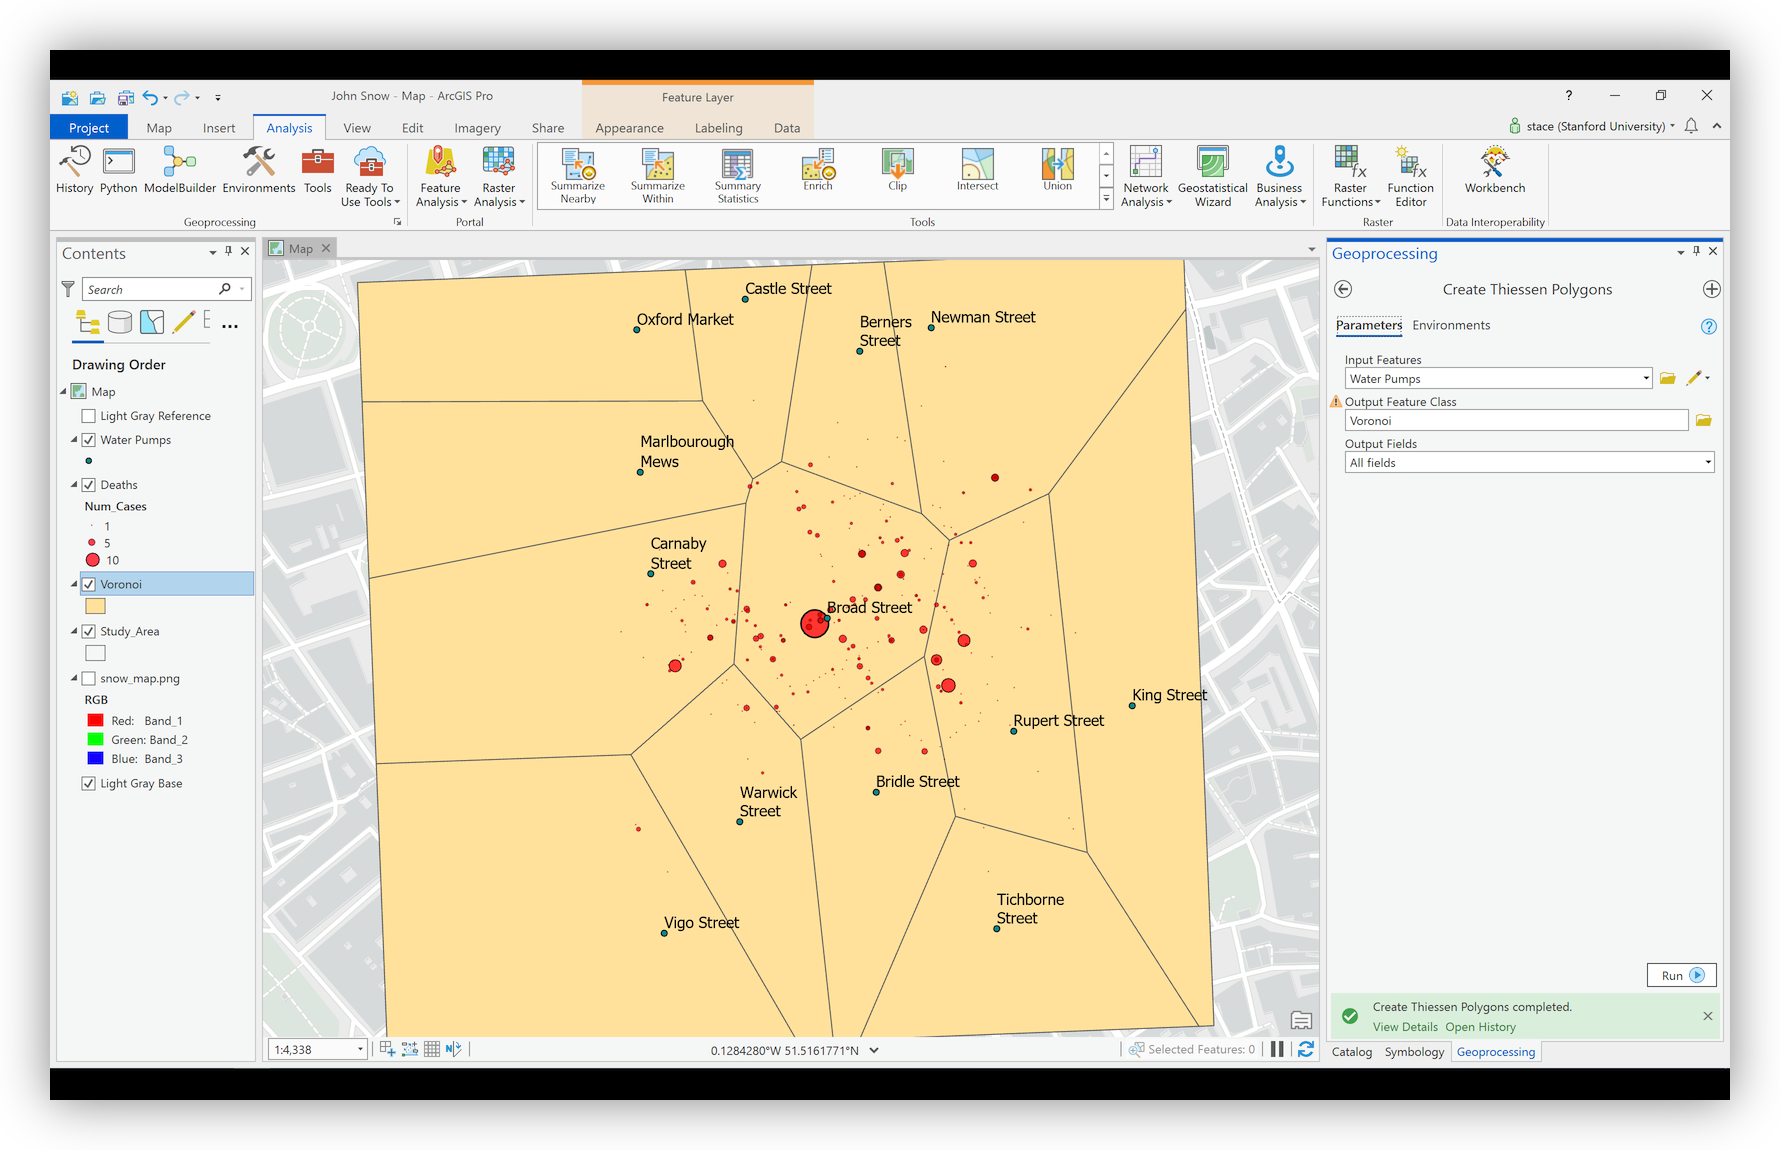 John Snow - Map - ArcGIS Pro
Feature Layer
?
Project
Map
Insert
Analysis
View
Edit
Imagery
Share
Appearance
Labeling
Data
stace (Stanford University)
History
Python
ModelBuilder
Environments
Tools
Ready To
Use Tools
Feature
Analysis
Raster
Analysis
Summarize
Nearby
Summarize
Within
Summary
Statistics
Enrich
Clip
Intersect
Union
Network
Analysis
Geostatistical
Wizard
Business
Analysis
Raster
Functions
Function
Editor
Workbench
Geoprocessing
Portal
Tools
Raster
Data Interoperability
Contents
Search
E
...
Drawing Order
Map
Light Gray Reference
Water Pumps
Deaths
Num_Cases
1
5
10
Voronoi
Study_Area
snow_map.png
RGB
Red: Band_1
Green: Band_2
Blue: Band_3
Light Gray Base
Map
Castle Street
Oxford Market
Berners
Street
Newman Street
Marlbourough
Mews
Carnaby
Street
Broad Street
King Street
Rupert Street
Bridle Street
Warwick
Street
Tichborne
Street
Vigo Street
1:4,338
0.1284280°W 51.5161771°N
Selected Features: 0
Geoprocessing
Create Thiessen Polygons
Parameters
Environments
?
Input Features
Water Pumps
Output Feature Class
Voronoi
Output Fields
All fields
Run
Create Thiessen Polygons completed.
View Details Open History
Catalog
Symbology
Geoprocessing